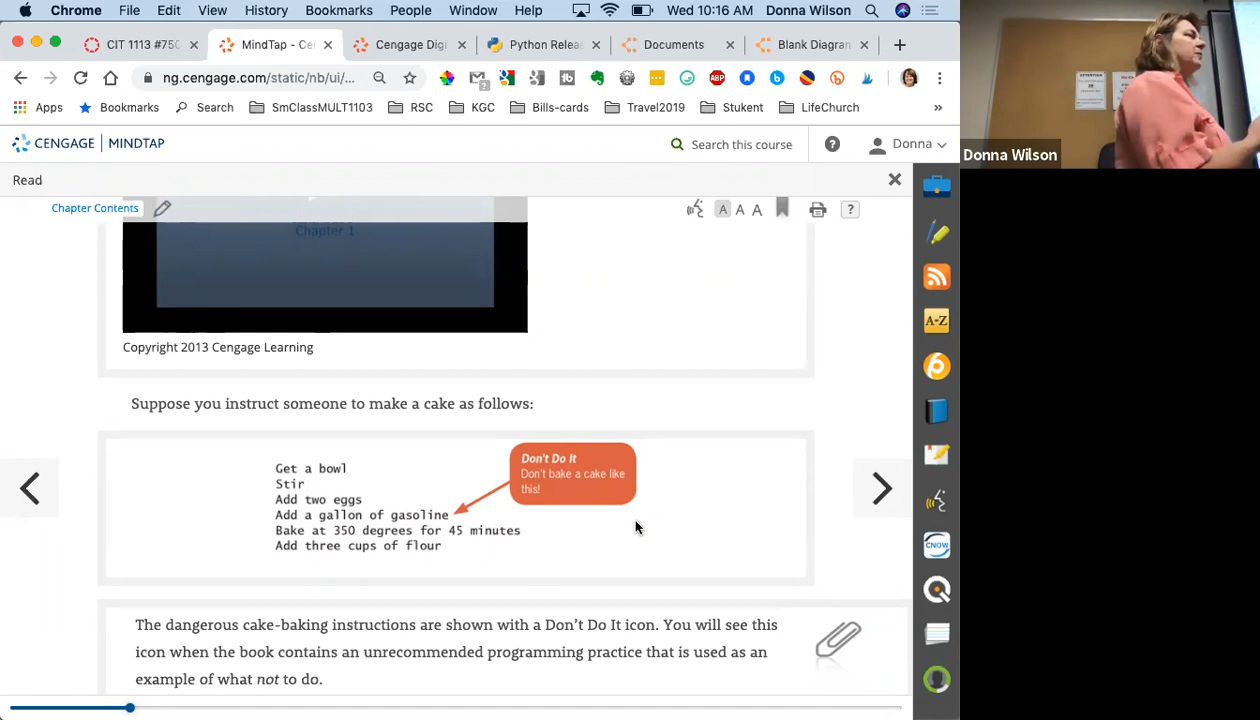 Chrome File Edit View History Bookmarks People Window Help Wed 10:16 AM Donna Wilson
CIT 1113 #750 MindTap - Ce Cengage Digi Python Relea Documents Blank Diagran
ng.cengage.com/static/nb/ui/... ABP
Apps Bookmarks Search SmClassMULT1103 RSC KGC Bills-cards Travel2019 Stukent LifeChurch »
CENGAGE MINDTAP Search this course ? Donna
Donna Wilson
Read
Chapter Contents A A A ?
Chapter 1
A-Z
Copyright 2013 Cengage Learning
Suppose you instruct someone to make a cake as follows:
Get a bowl
Stir
Add two eggs
Add a gallon of gasoline
Bake at 350 degrees for 45 minutes
Add three cups of flour
Don't Do It
Don't bake a cake like
this!
CNOW
The dangerous cake-baking instructions are shown with a Don't Do It icon. You will see this
icon when the book contains an unrecommended programming practice that is used as an
example of what not to do.